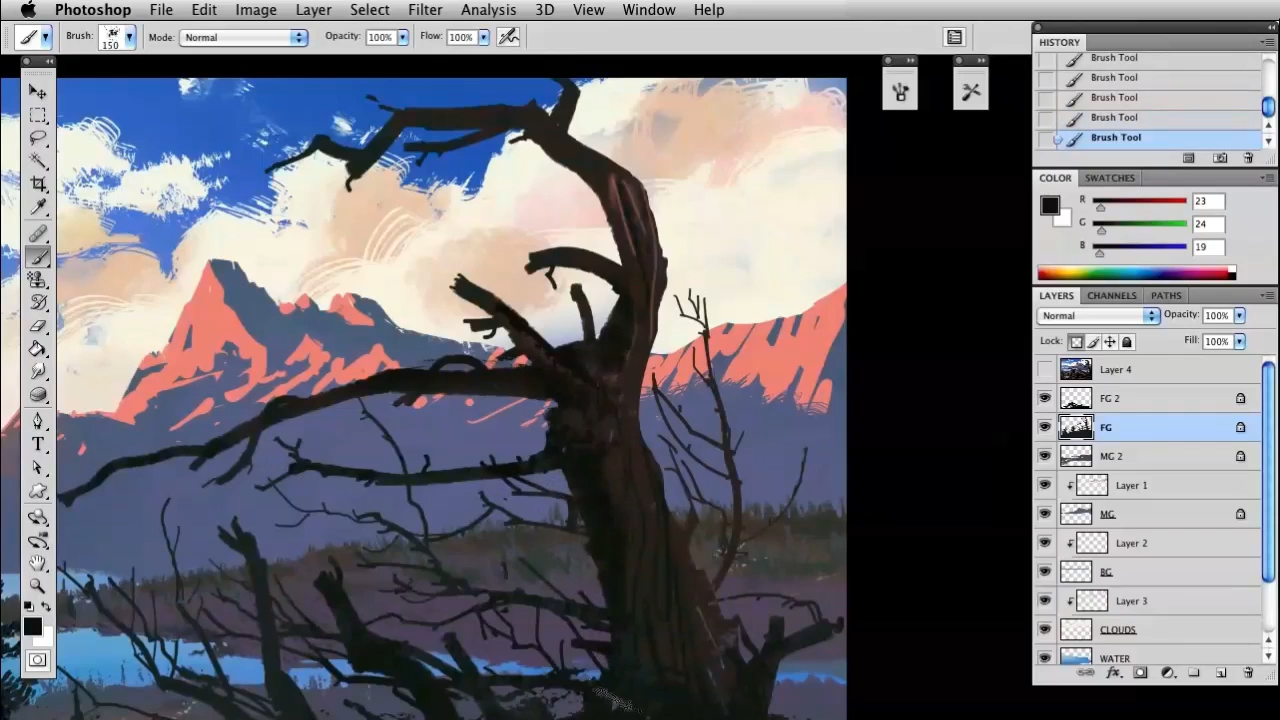 Photoshop File Edit Image Layer Select Filter Analysis 3D View Window Help
Brush: 150 Mode: Normal Opacity: 100% Flow: 100%
HISTORY
Brush Tool
Brush Tool
Brush Tool
Brush Tool
Brush Tool
COLOR SWATCHES
R 23
G 24
B 19
LAYERS CHANNELS PATHS
Normal Opacity: 100%
Lock: Fill: 100%
Layer 4
FG 2
FG
MG 2
Layer 1
MG
Layer 2
BG
Layer 3
CLOUDS
WATER
T